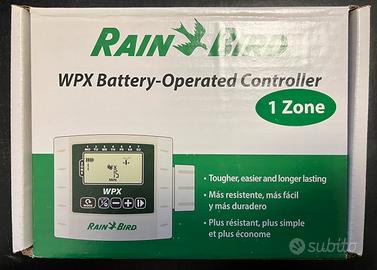 RAIN BIRD
WPX Battery-Operated Controller
1 Zone
WPX
RAIN BIRD
• Tougher, easier and longer lasting
• Más resistente, más fácil
y más duradero
• Plus résistant, plus simple
et plus économe
subito